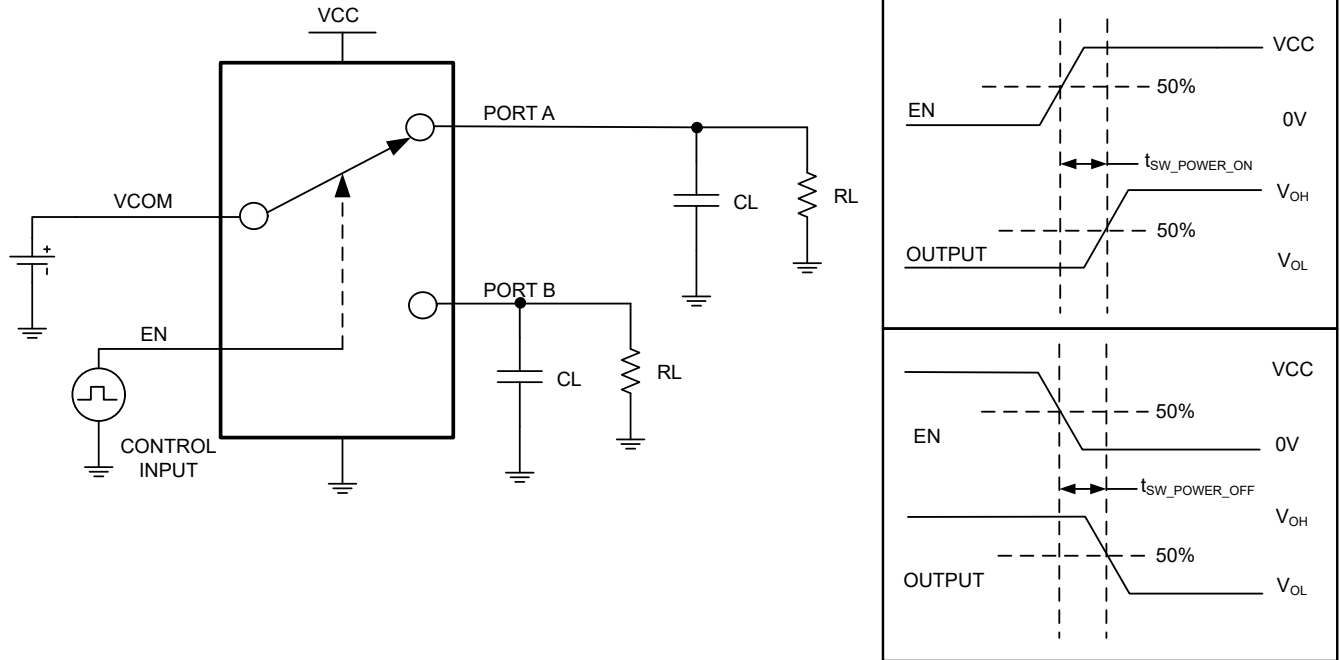 VCC
PORT A
VCOM
CL
RL
PORT B
EN
CL
RL
CONTROL
INPUT
VCC
50%
EN
0V
tSW_POWER_ON
VOH
50%
OUTPUT
VOL
VCC
50%
EN
0V
tSW_POWER_OFF
VOH
50%
OUTPUT
VOL